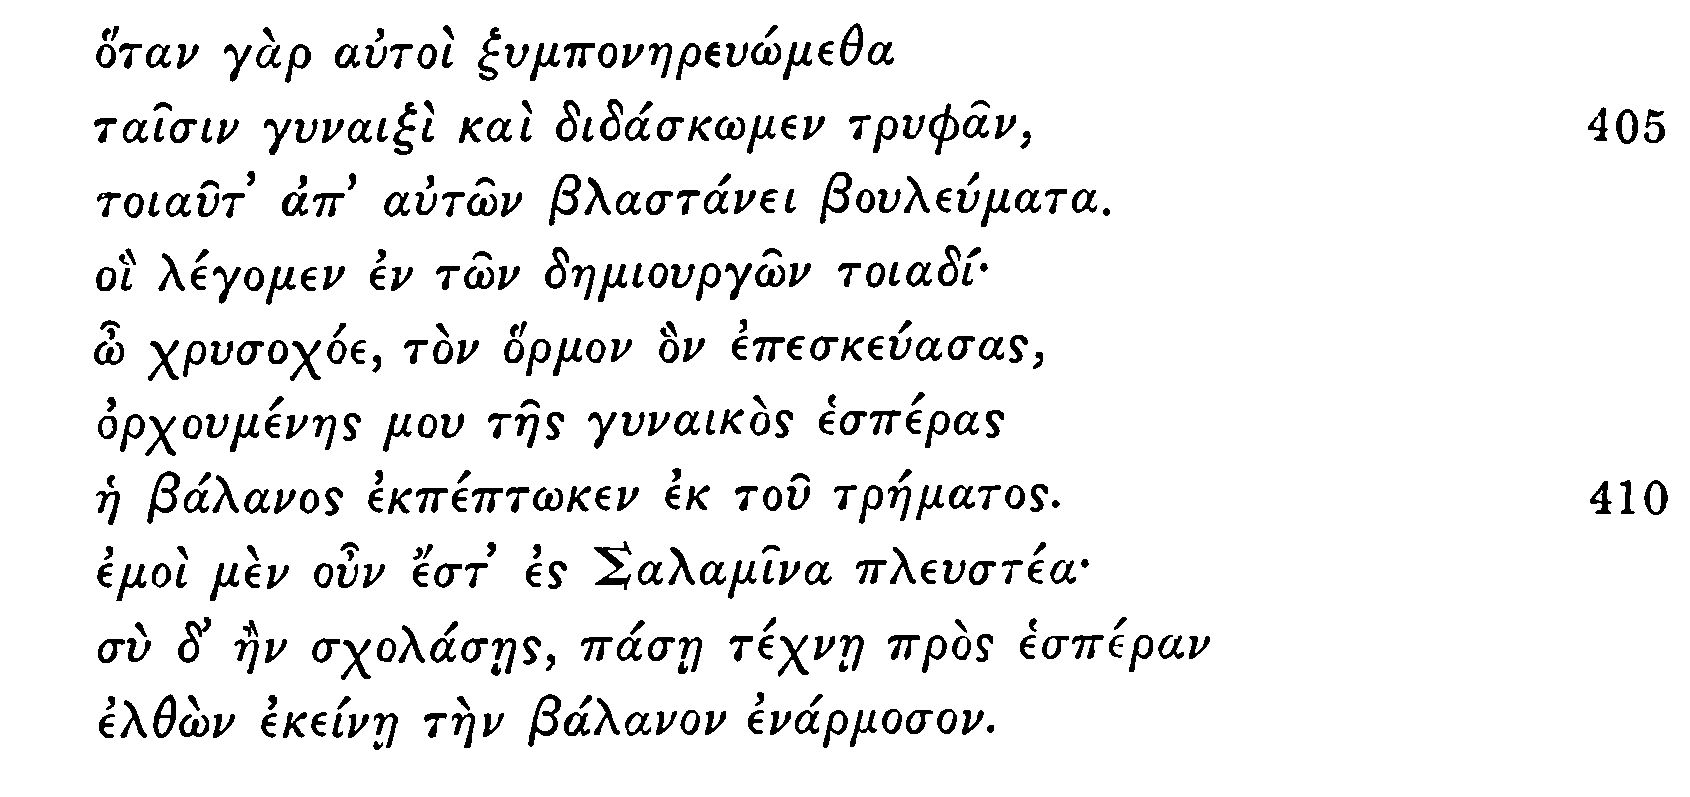 ὅταν γὰρ αὐτοὶ ξυμπονηρευώμεθα
ταῖσιν γυναιξὶ καὶ διδάσκωμεν τρυφᾶν, 405
τοιαῦτ’ ἀπ’ αὐτῶν βλαστάνει βουλεύματα.
οἳ λέγομεν ἐν τῶν δημιουργῶν τοιαδί·
ὦ χρυσοχόε, τὸν ὅρμον ὃν ἐπεσκεύασας,
ὀρχουμένης μου τῆς γυναικὸς ἑσπέρας
ἡ βάλανος ἐκπέπτωκεν ἐκ τοῦ τρήματος. 410
ἐμοὶ μὲν οὖν ἔστ’ ἐς Σαλαμῖνα πλευστέα·
σὺ δ’ ἢν σχολάσῃς, πάσῃ τέχνῃ πρὸς ἑσπέραν
ἐλθὼν ἐκείνῃ τὴν βάλανον ἐνάρμοσον.